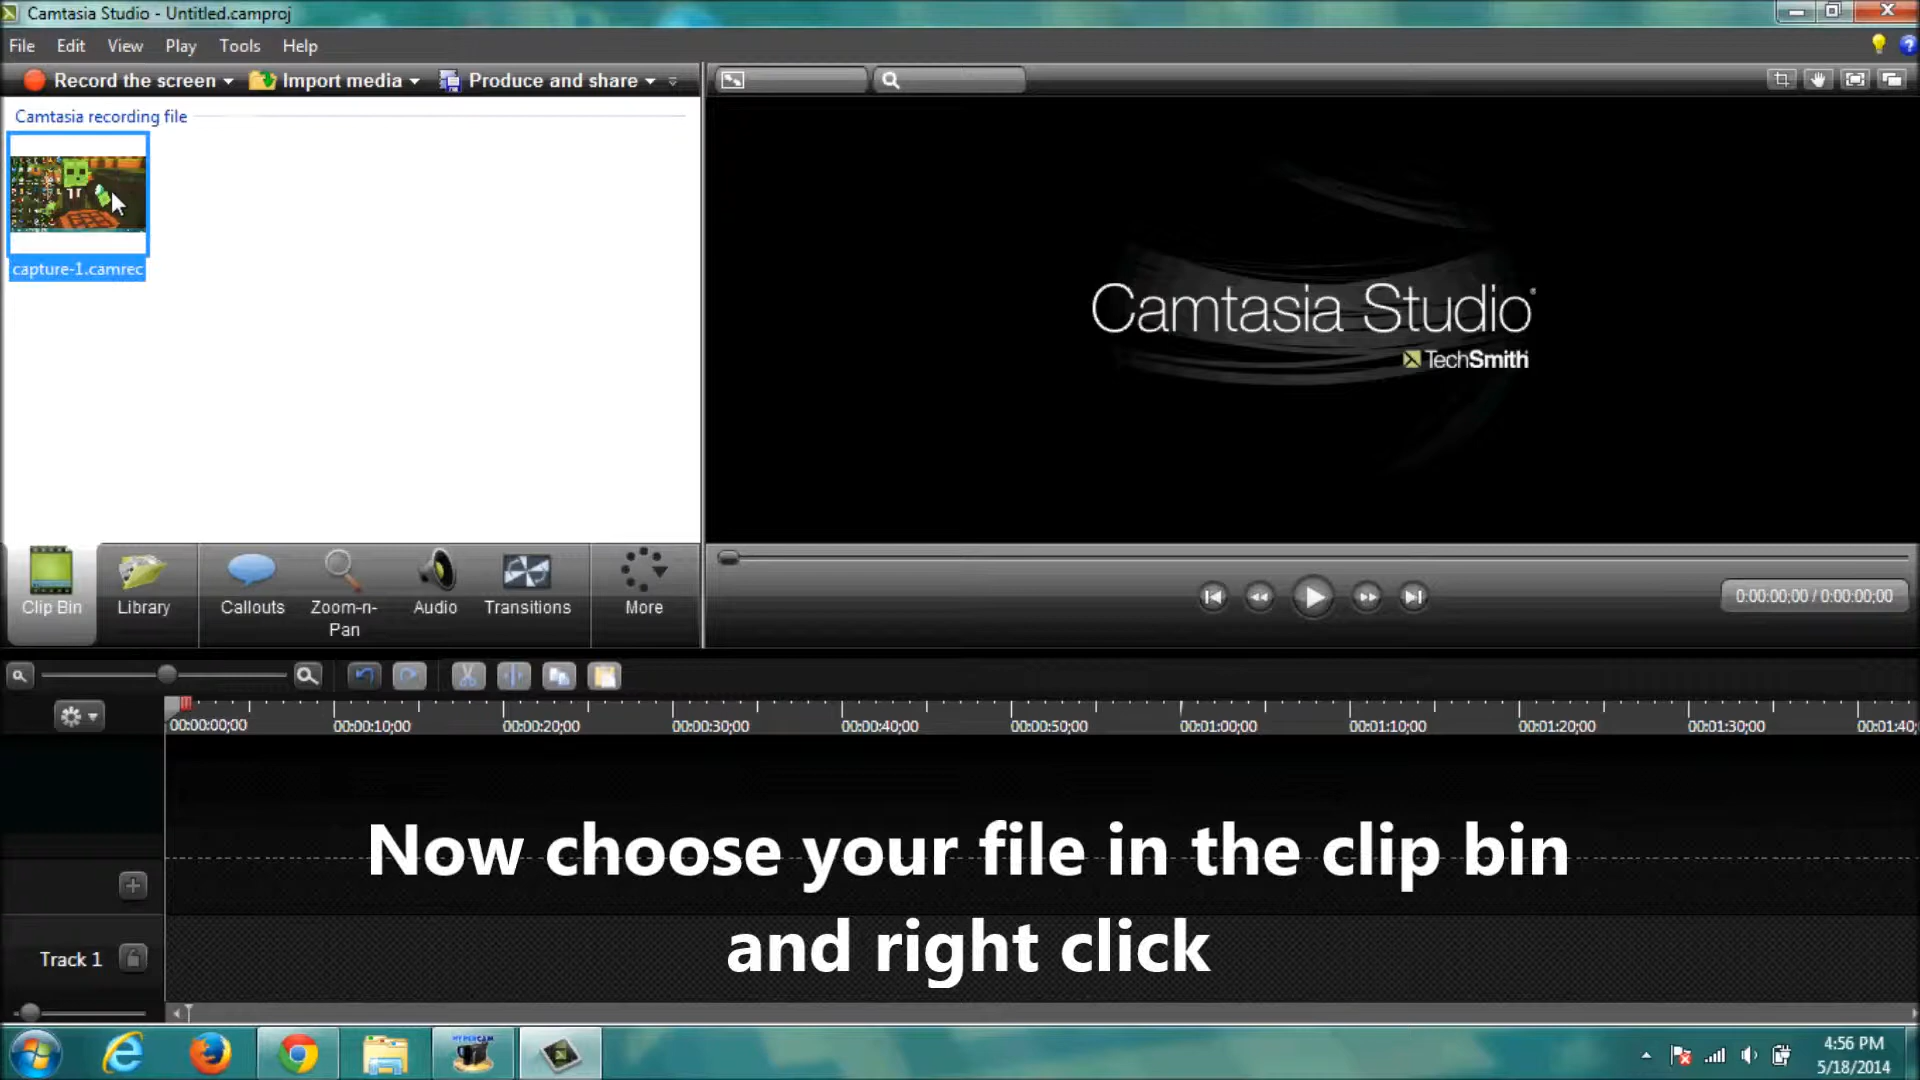 Camtasia Studio - Untitled.camproj
File Edit View Play Tools Help
Record the screen Import media Produce and share
Camtasia recording file
capture-1.camrec
Camtasia Studio®
TechSmith
Clip Bin Library Callouts Zoom-n-Pan Audio Transitions More
0:00:00;00 / 0:00:00;00
00:00:00;00 00:00:10;00 00:00:20;00 00:00:30;00 00:00:40;00 00:00:50;00 00:01:00;00 00:01:10;00 00:01:20;00 00:01:30;00 00:01:40;
Now choose your file in the clip bin
and right click
Track 1
HYPERCAM
4:56 PM
5/18/2014